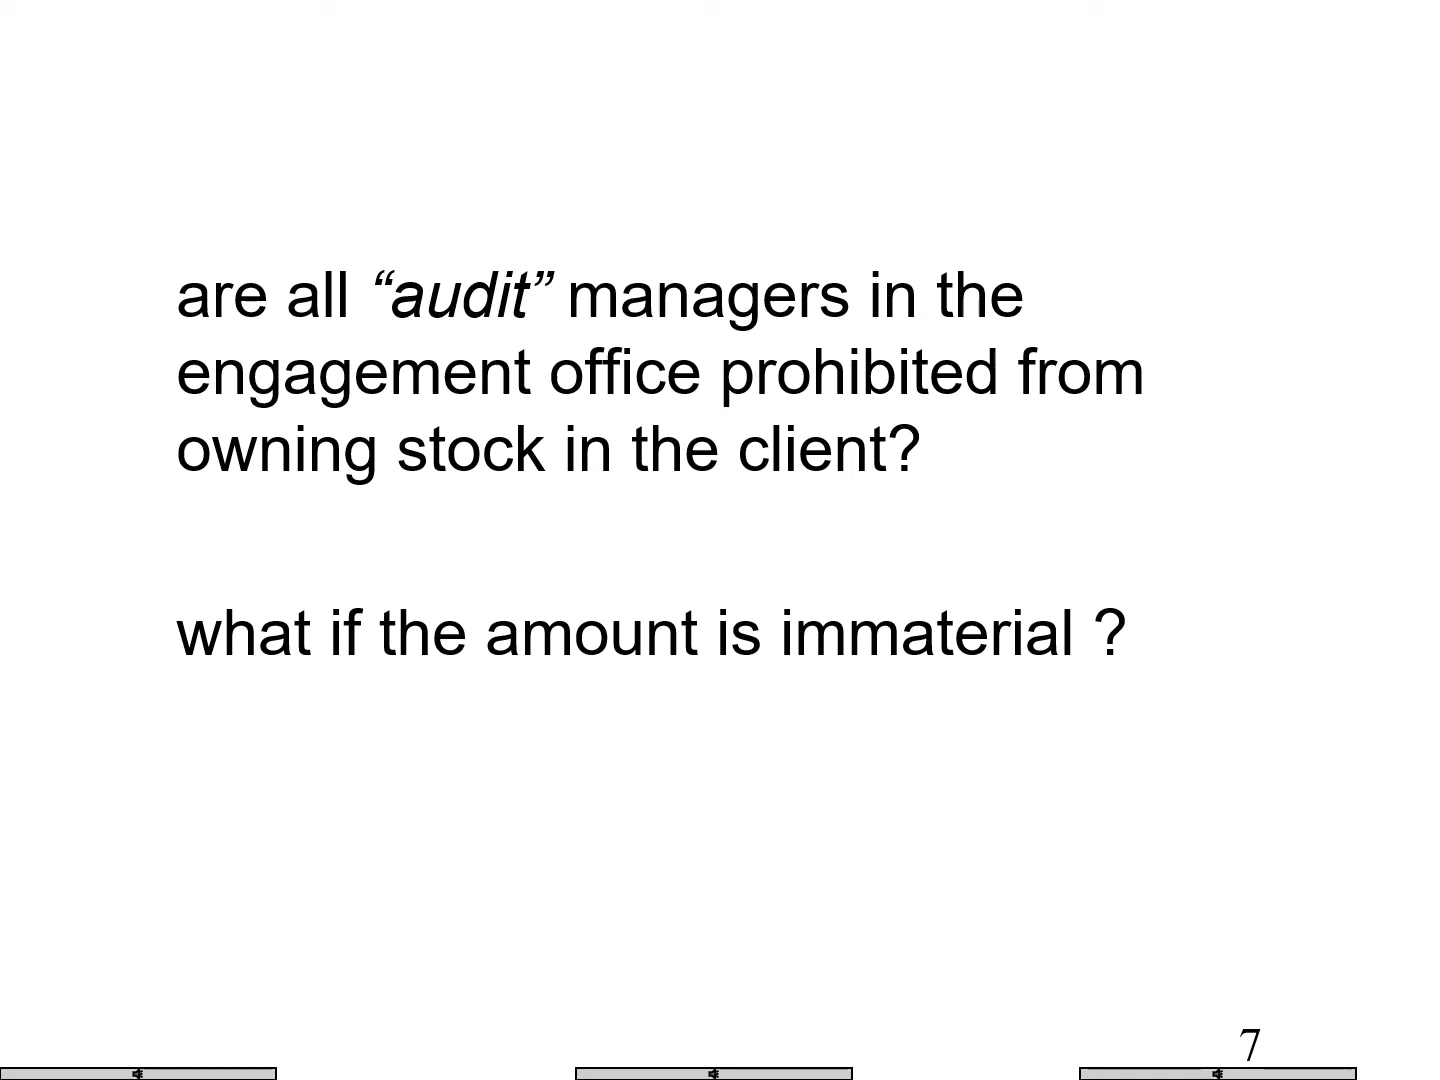 are all “audit” managers in the
engagement office prohibited from
owning stock in the client?
what if the amount is immaterial ?
7